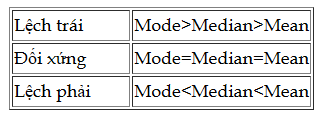 Lệch trái Mode>Median>Mean
Đối xứng Mode=Median=Mean
Lệch phải Mode<Median<Mean